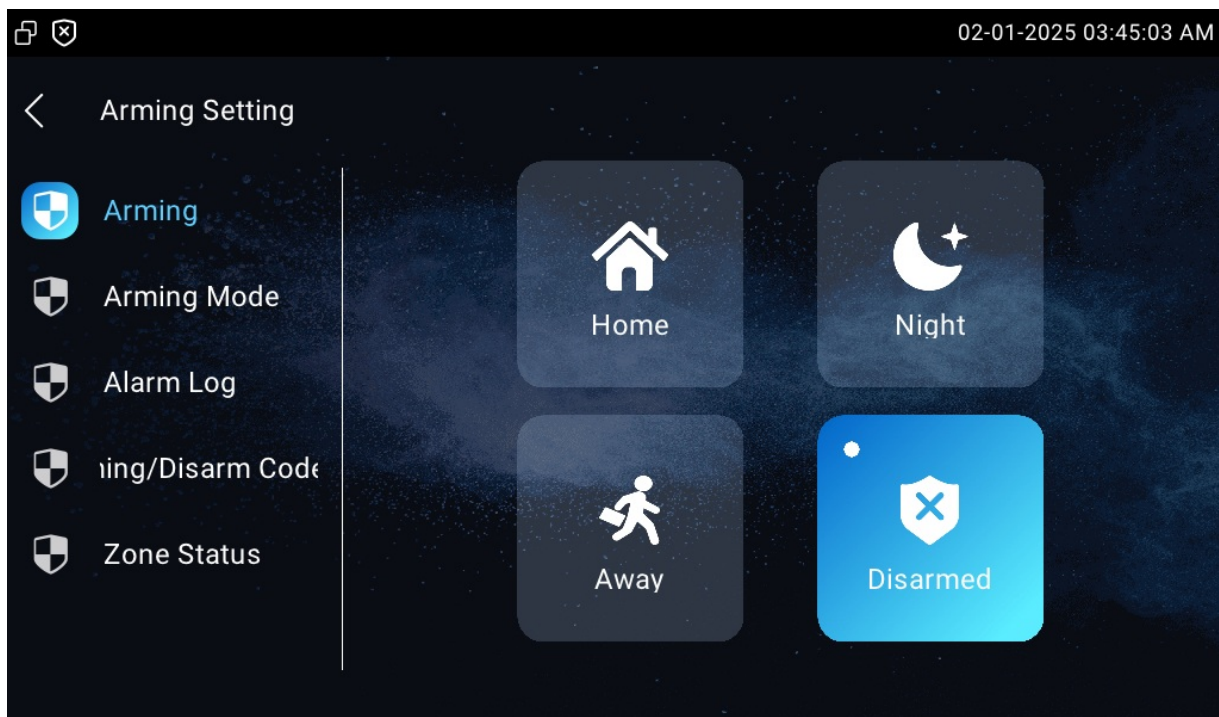 02-01-2025 03:45:03 AM
Arming Setting
Arming
Arming Mode
Alarm Log
ing/Disarm Code
Zone Status
Home
Night
Away
Disarmed